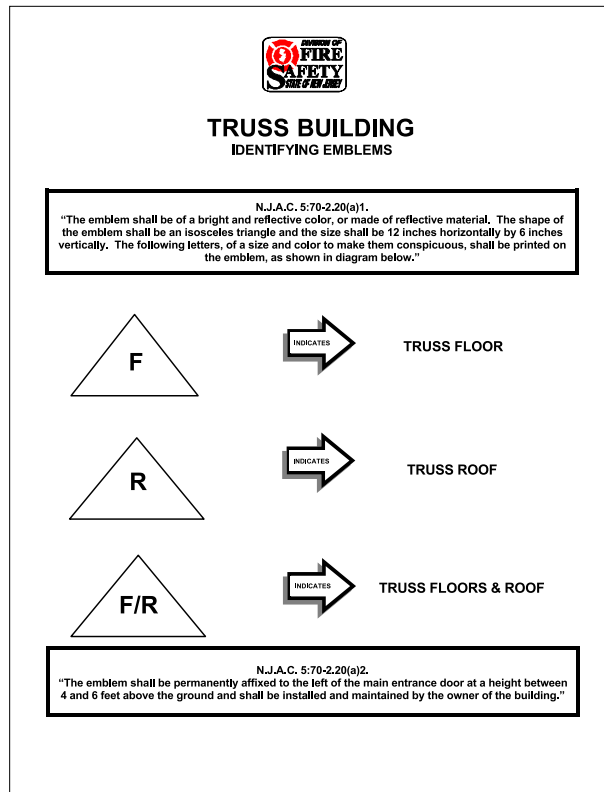 DIVISION OF
FIRE
SAFETY
STATE OF NEW JERSEY
TRUSS BUILDING
IDENTIFYING EMBLEMS
N.J.A.C. 5:70-2.20(a)1.
“The emblem shall be of a bright and reflective color, or made of reflective material.  The shape of
the emblem shall be an isosceles triangle and the size shall be 12 inches horizontally by 6 inches
vertically.  The following letters, of a size and color to make them conspicuous, shall be printed on
the emblem, as shown in diagram below.”
F INDICATES TRUSS FLOOR
R INDICATES TRUSS ROOF
F/R INDICATES TRUSS FLOORS & ROOF
N.J.A.C. 5:70-2.20(a)2.
“The emblem shall be permanently affixed to the left of the main entrance door at a height between
4 and 6 feet above the ground and shall be installed and maintained by the owner of the building.”